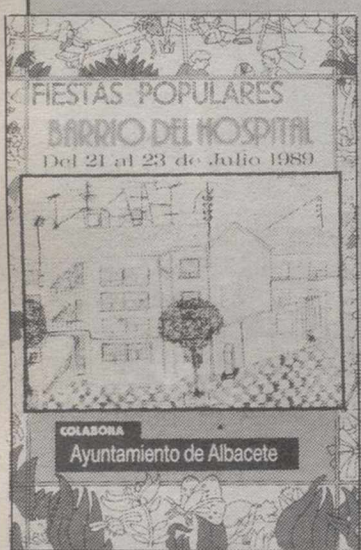 FIESTAS POPULARES
BARRIO DEL HOSPITAL
Del 21 al 23 de Julio 1989
COLABORA
Ayuntamiento de Albacete